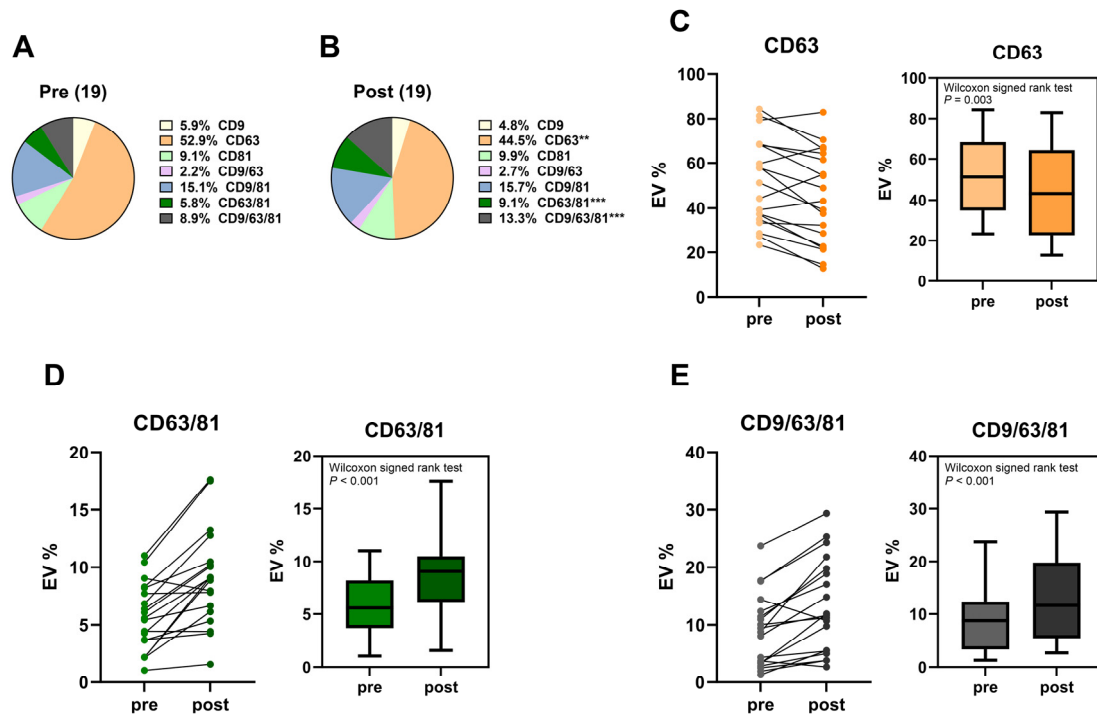 A
Pre (19)
5.9% CD9
52.9% CD63
9.1% CD81
2.2% CD9/63
15.1% CD9/81
5.8% CD63/81
8.9% CD9/63/81
B
Post (19)
4.8% CD9
44.5% CD63**
9.9% CD81
2.7% CD9/63
15.7% CD9/81
9.1% CD63/81***
13.3% CD9/63/81***
C
CD63
EV %
100
80
60
40
20
0
pre post
CD63
Wilcoxon signed rank test
P = 0.003
EV %
100
80
60
40
20
0
pre post
D
CD63/81
EV %
20
15
10
5
0
pre post
CD63/81
Wilcoxon signed rank test
P < 0.001
EV %
20
15
10
5
0
pre post
E
CD9/63/81
EV %
40
30
20
10
0
pre post
CD9/63/81
Wilcoxon signed rank test
P < 0.001
EV %
40
30
20
10
0
pre post